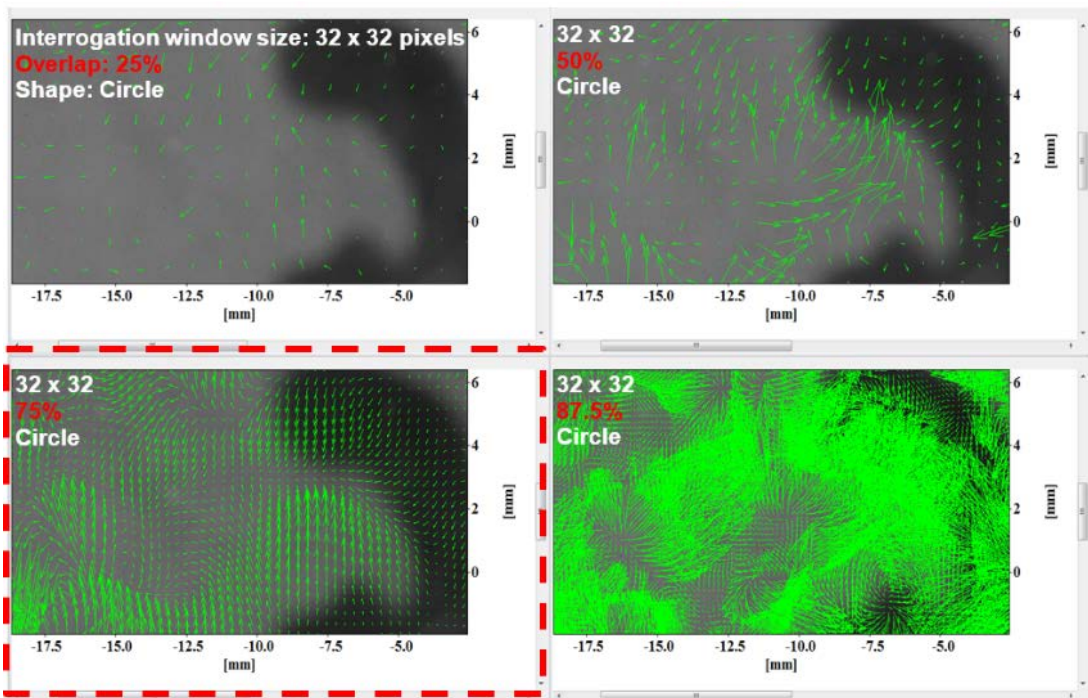 Interrogation window size: 32 x 32 pixels
Overlap: 25%
Shape: Circle
6
4
2
0
[mm]
-17.5 -15.0 -12.5 -10.0 -7.5 -5.0
[mm]
32 x 32
50%
Circle
6
4
2
0
[mm]
-17.5 -15.0 -12.5 -10.0 -7.5 -5.0
[mm]
32 x 32
75%
Circle
6
4
2
0
[mm]
-17.5 -15.0 -12.5 -10.0 -7.5 -5.0
[mm]
32 x 32
87.5%
Circle
6
4
2
0
[mm]
-17.5 -15.0 -12.5 -10.0 -7.5 -5.0
[mm]